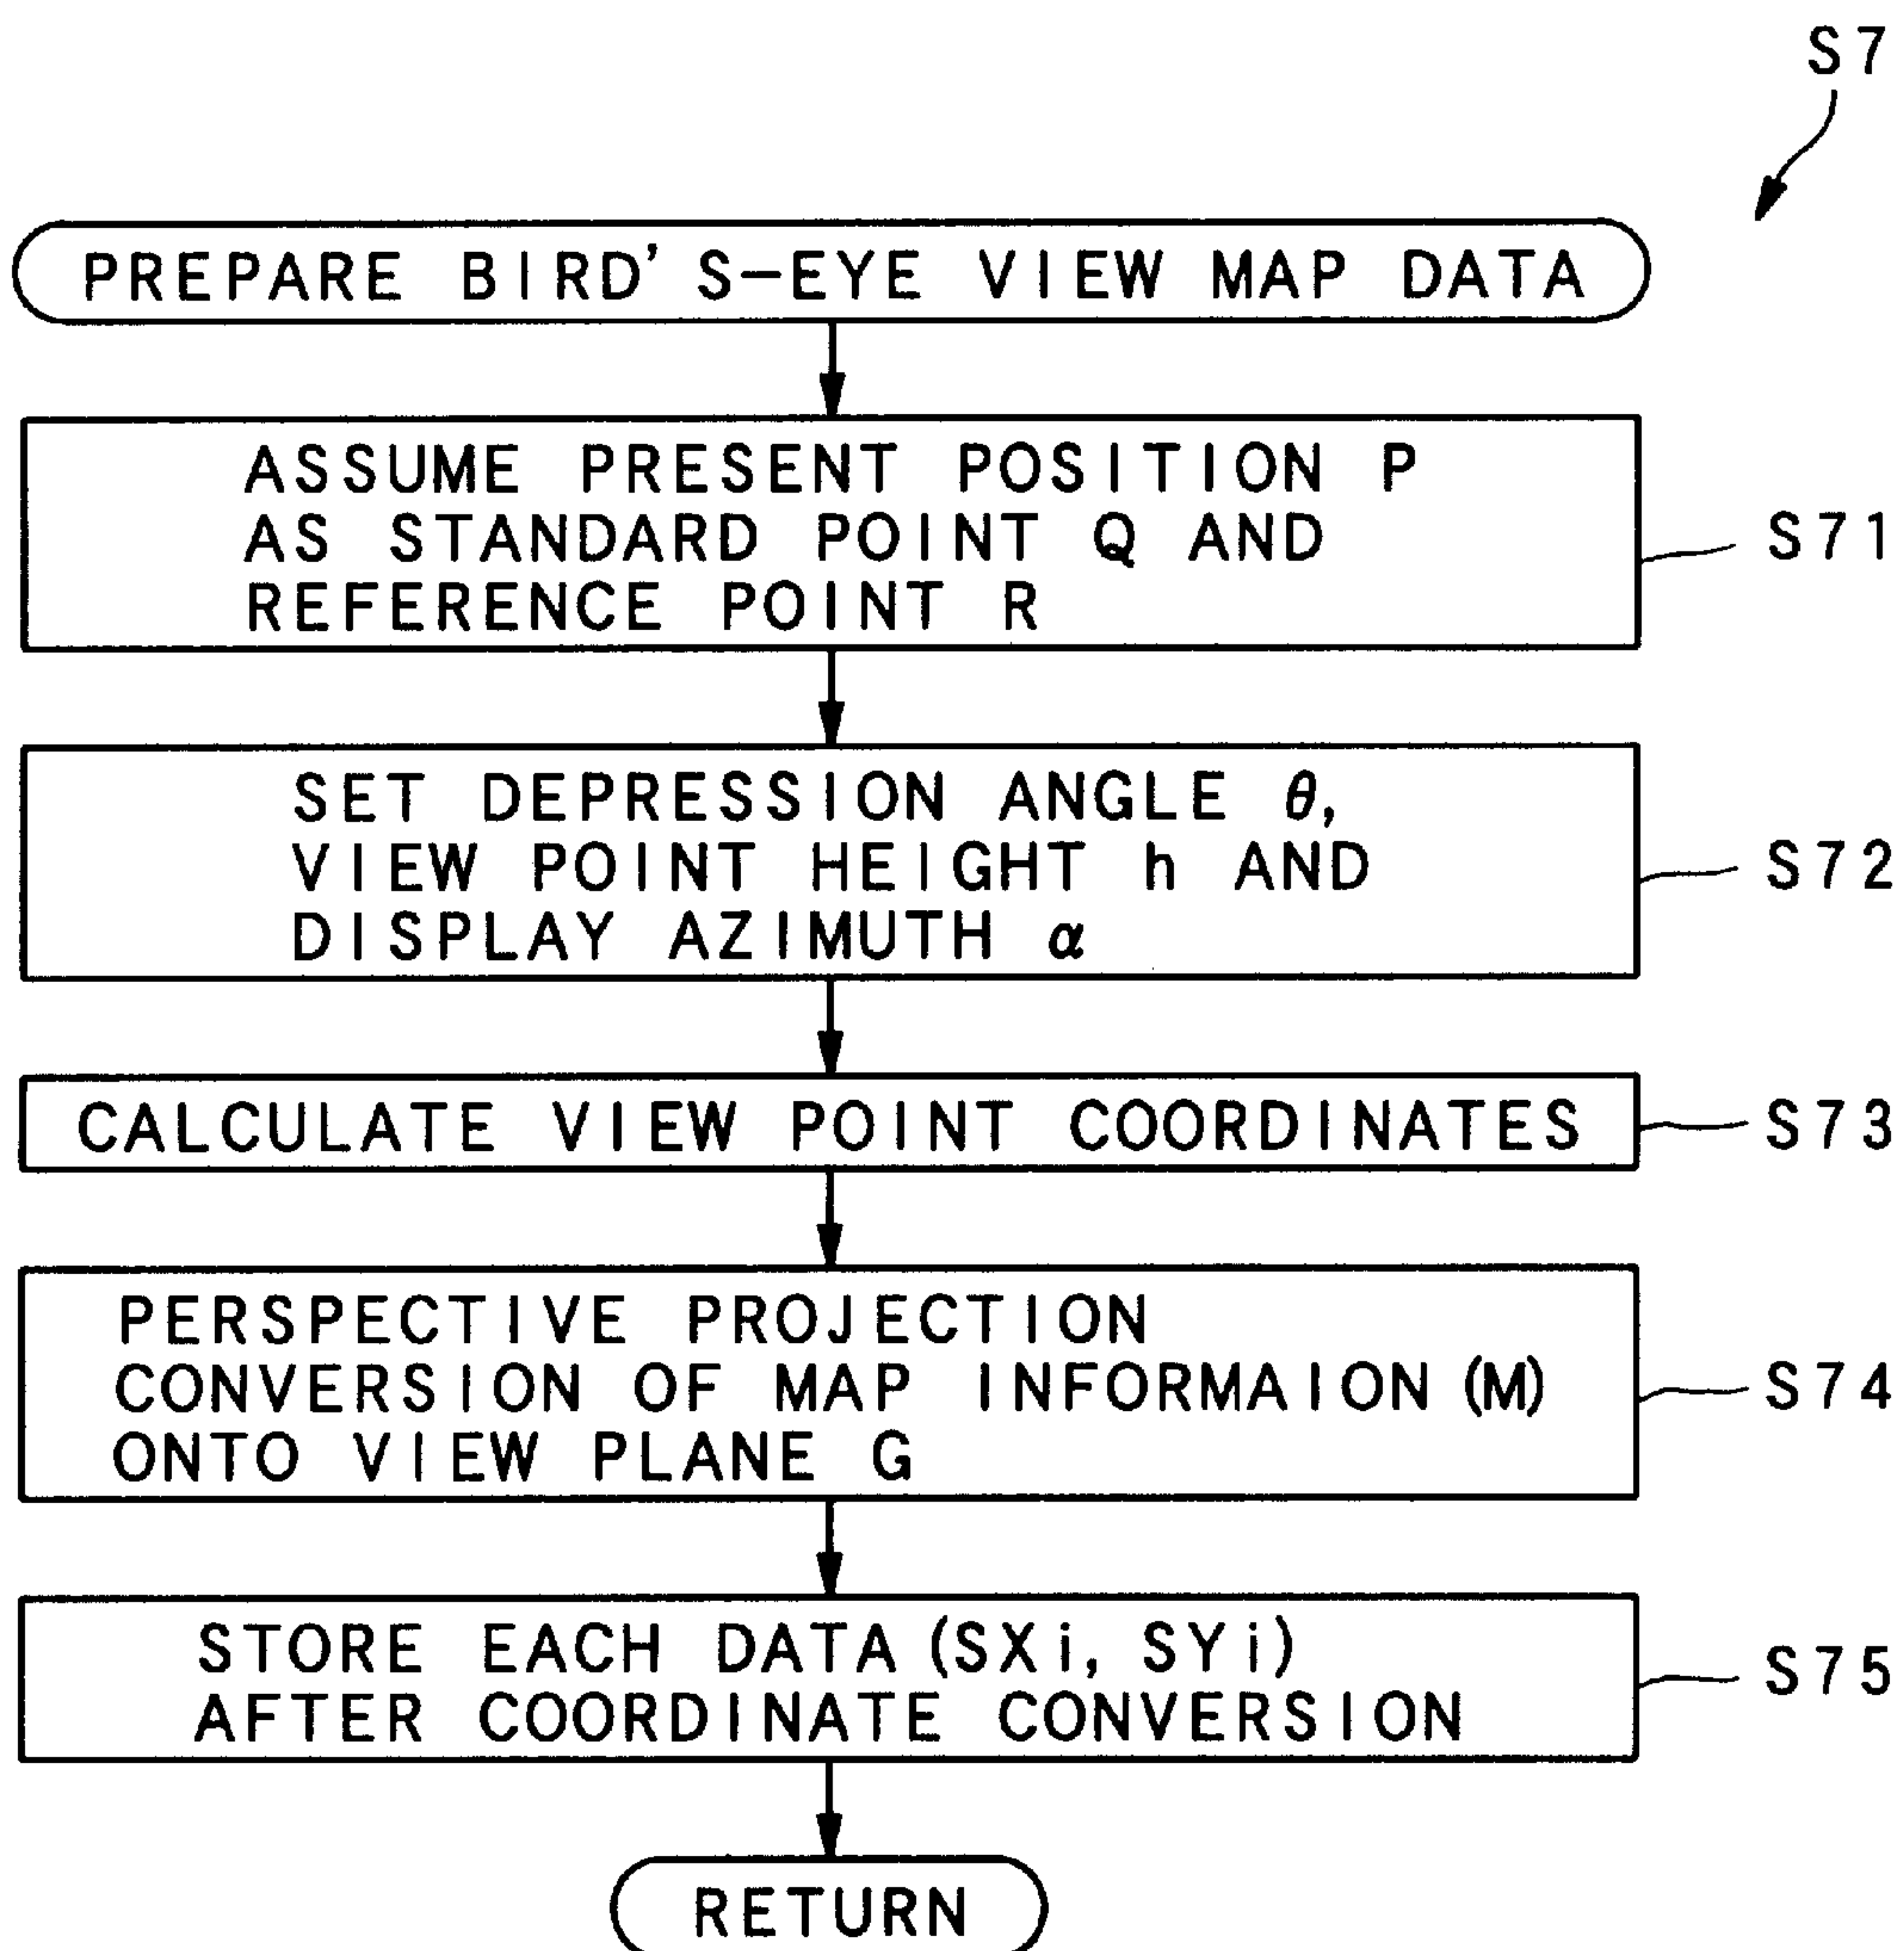 S7
PREPARE BIRD'S-EYE VIEW MAP DATA
ASSUME PRESENT POSITION P
AS STANDARD POINT Q AND
REFERENCE POINT R
S71
SET DEPRESSION ANGLE θ,
VIEW POINT HEIGHT h AND
DISPLAY AZIMUTH α
S72
CALCULATE VIEW POINT COORDINATES
S73
PERSPECTIVE PROJECTION
CONVERSION OF MAP INFORMAION (M)
ONTO VIEW PLANE G
S74
STORE EACH DATA (SXi, SYi)
AFTER COORDINATE CONVERSION
S75
RETURN